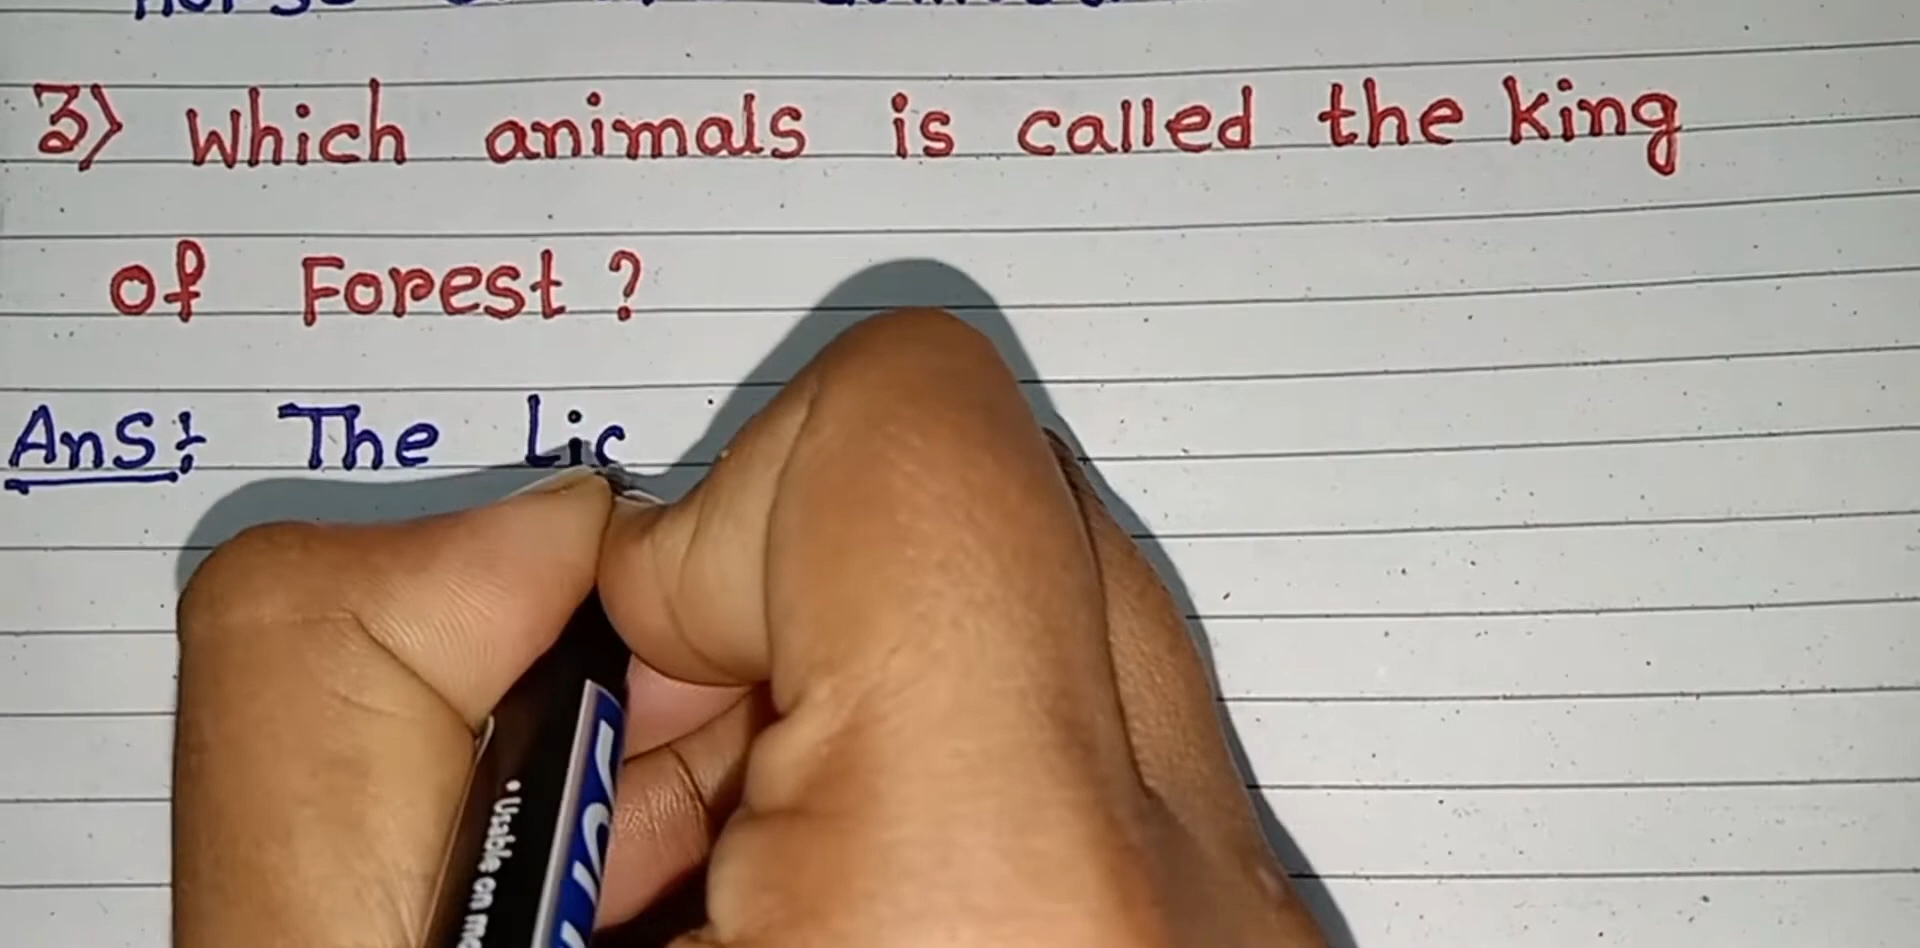 3) Which animals is called the king
of Forest ?
Ans: The Lic
• Usable on